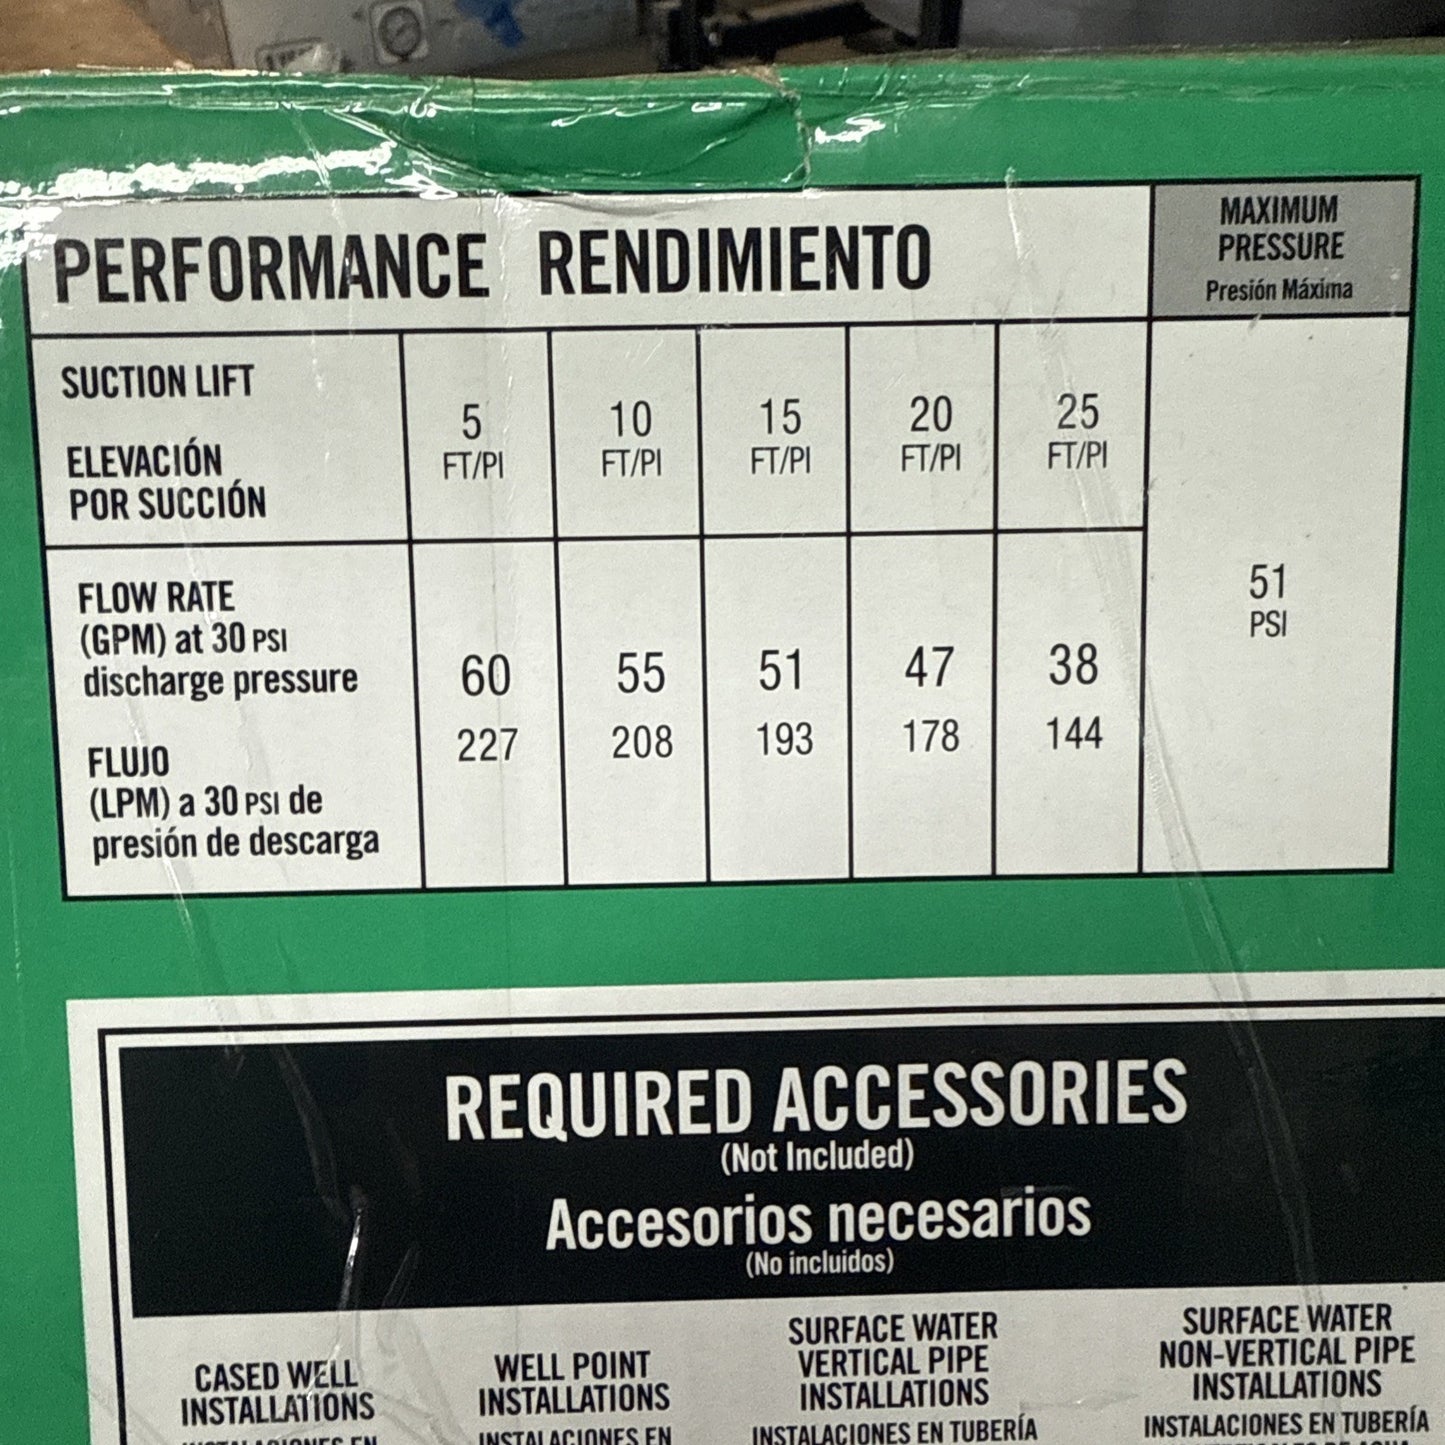 PERFORMANCE RENDIMIENTO
MAXIMUM
PRESSURE
Presión Máxima
SUCTION LIFT
ELEVACIÓN
POR SUCCIÓN
5 10 15 20 25
FT/PI FT/PI FT/PI FT/PI FT/PI
FLOW RATE
(GPM) at 30 PSI
discharge pressure
60 55 51 47 38
227 208 193 178 144
FLUJO
(LPM) a 30 PSI de
presión de descarga
51
PSI
REQUIRED ACCESSORIES
(Not Included)
Accesorios necesarios
(No incluidos)
CASED WELL
INSTALLATIONS
INSTALACIONES EN
WELL POINT
INSTALLATIONS
INSTALACIONES EN
SURFACE WATER
VERTICAL PIPE
INSTALLATIONS
INSTALACIONES EN TUBERÍA
SURFACE WATER
NON-VERTICAL PIPE
INSTALLATIONS
INSTALACIONES EN TUBERÍA